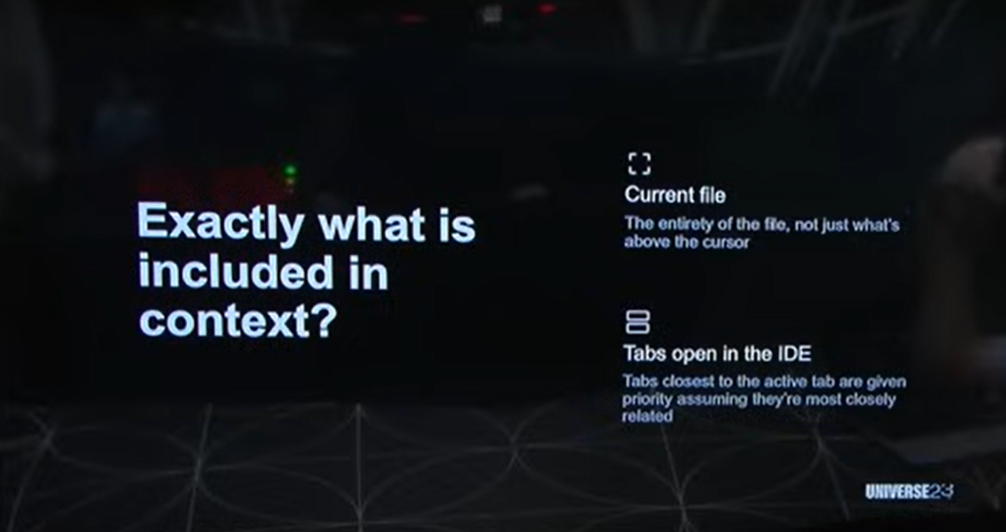 Exactly what is
included in
context?
Current file
The entirety of the file, not just what's
above the cursor
Tabs open in the IDE
Tabs closest to the active tab are given
priority assuming they're most closely
related
UNIVERSE23